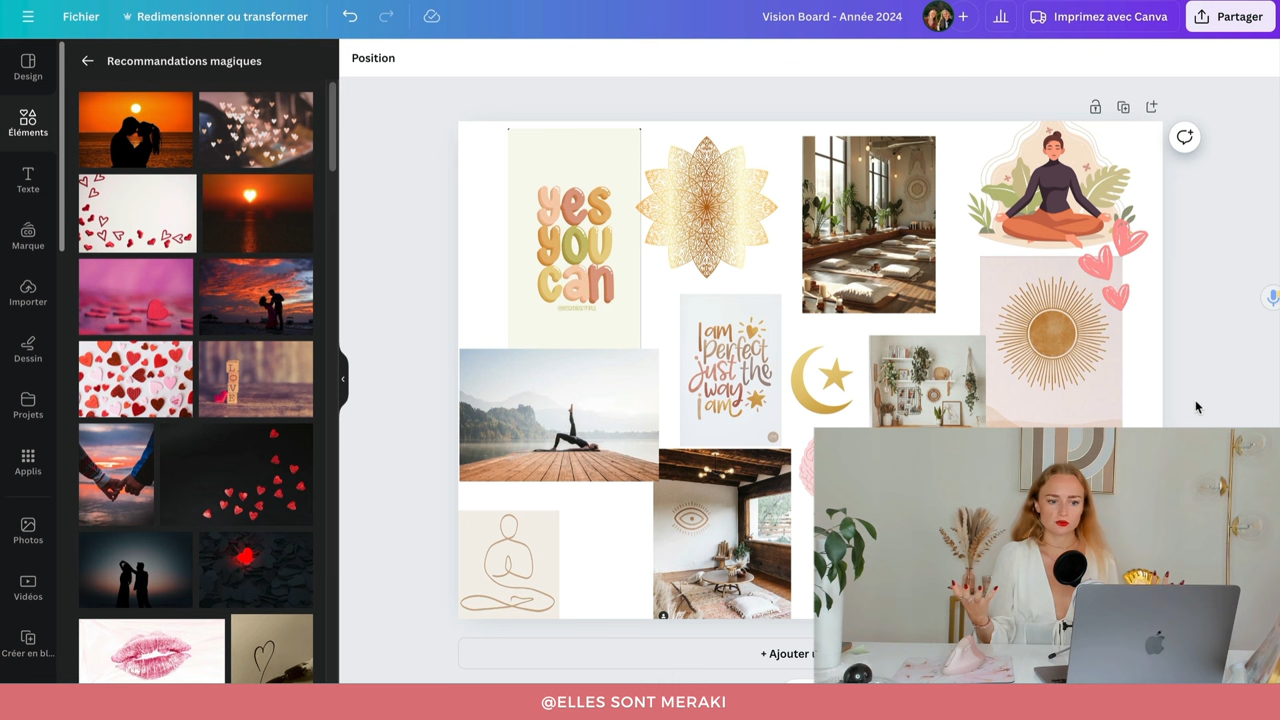 Fichier
Redimensionner ou transformer
Vision Board - Année 2024
Imprimez avec Canva
Partager
Design
Éléments
Texte
Marque
Importer
Dessin
Projets
Applis
Photos
Vidéos
Créer en bl...
Recommandations magiques
LOVE
Position
yes
you
can
I am
perfect
just the
way
i am
+ Ajouter
@ELLES SONT MERAKI